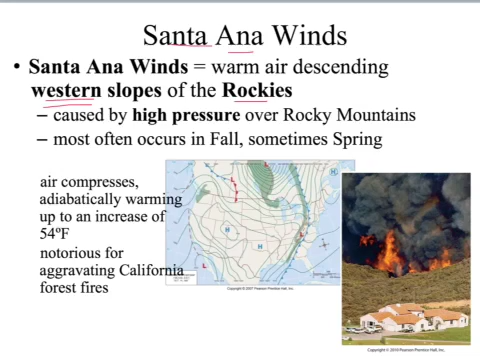 Santa Ana Winds
• Santa Ana Winds = warm air descending
western slopes of the Rockies
– caused by high pressure over Rocky Mountains
– most often occurs in Fall, sometimes Spring
air compresses,
adiabatically warming
up to an increase of
54ºF
notorious for
aggravating California
forest fires
L
L
H
H
H
L
L
Copyright © 2007 Pearson Prentice Hall, Inc.
Copyright © 2010 Pearson Prentice Hall, Inc.